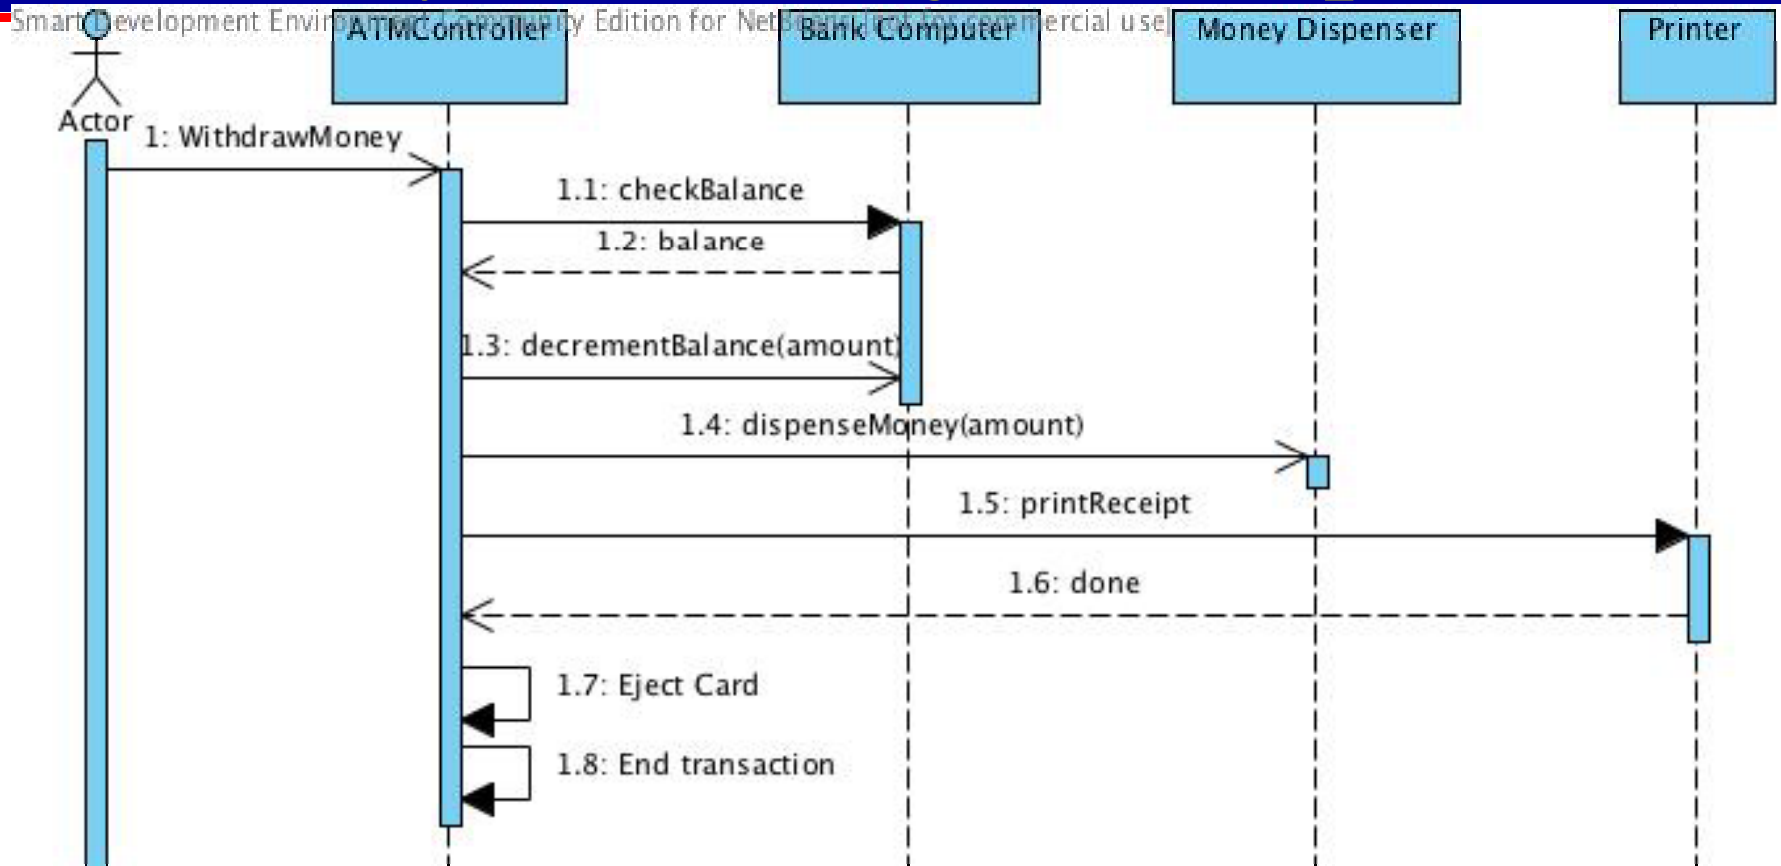 Smart Development Environment Community Edition for NetBeans [not for commercial use]
ATMController
Bank Computer
Money Dispenser
Printer
Actor
1: WithdrawMoney
1.1: checkBalance
1.2: balance
1.3: decrementBalance(amount)
1.4: dispenseMoney(amount)
1.5: printReceipt
1.6: done
1.7: Eject Card
1.8: End transaction